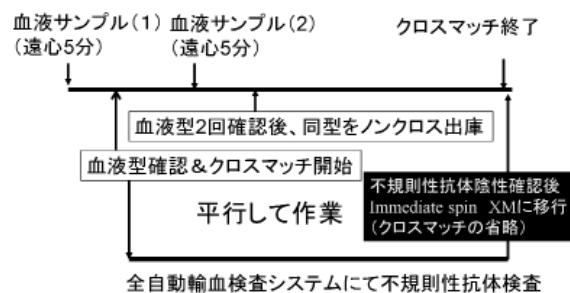 血液サンプル（1） 血液サンプル（2） クロスマッチ終了
（遠心5分） （遠心5分）
血液型2回確認後、同型をノンクロス出庫
血液型確認＆クロスマッチ開始
平行して作業
不規則性抗体陰性確認後
Immediate spin XMに移行
（クロスマッチの省略）
全自動輸血検査システムにて不規則性抗体検査